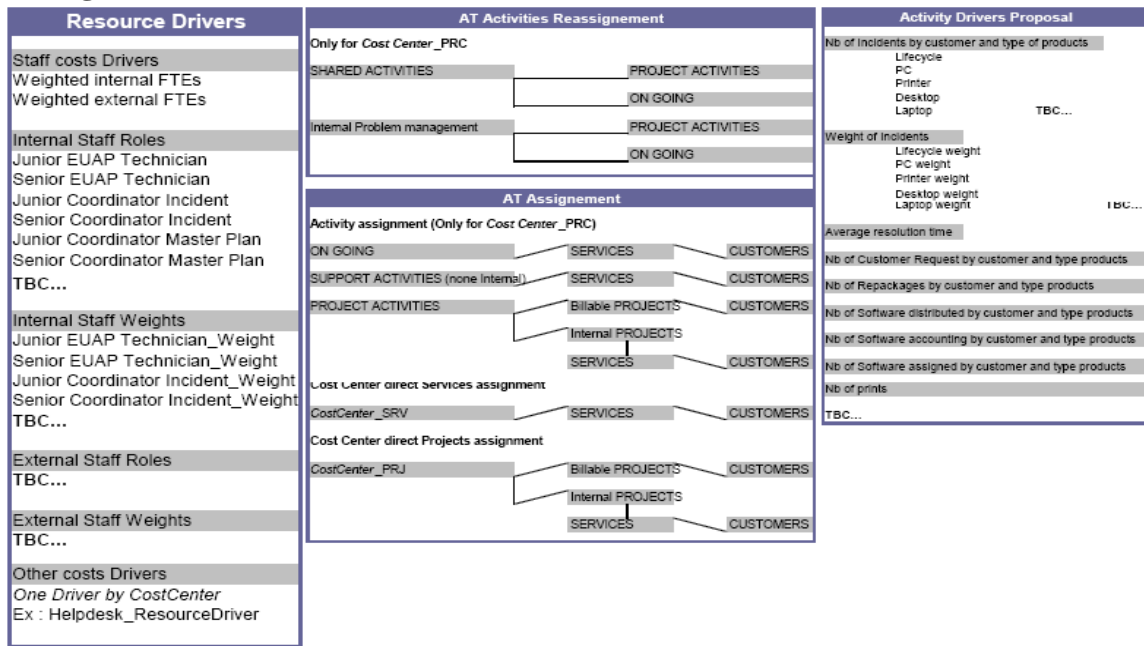 Resource Drivers
Staff costs Drivers
Weighted internal FTEs
Weighted external FTEs
Internal Staff Roles
Junior EUAP Technician
Senior EUAP Technician
Junior Coordinator Incident
Senior Coordinator Incident
Junior Coordinator Master Plan
Senior Coordinator Master Plan
TBC...
Internal Staff Weights
Junior EUAP Technician_Weight
Senior EUAP Technician_Weight
Junior Coordinator Incident_Weight
Senior Coordinator Incident_Weight
TBC...
External Staff Roles
TBC...
External Staff Weights
TBC...
Other costs Drivers
One Driver by CostCenter
Ex : Helpdesk_ResourceDriver
AT Activities Reassignement
Only for Cost Center_PRC
SHARED ACTIVITIES PROJECT ACTIVITIES
ON GOING
Internal Problem management PROJECT ACTIVITIES
ON GOING
AT Assignement
Activity assignment (Only for Cost Center_PRC)
ON GOING SERVICES CUSTOMERS
SUPPORT ACTIVITIES (none Internal) SERVICES CUSTOMERS
PROJECT ACTIVITIES Billable PROJECTS CUSTOMERS
Internal PROJECTS
SERVICES CUSTOMERS
Cost Center direct Services assignment
CostCenter_SRV SERVICES CUSTOMERS
Cost Center direct Projects assignment
CostCenter_PRJ Billable PROJECTS CUSTOMERS
Internal PROJECTS
SERVICES CUSTOMERS
Activity Drivers Proposal
Nb of Incidents by customer and type of products
Lifecycle
PC
Printer
Desktop
Laptop TBC...
Weight of Incidents
Lifecycle weight
PC weight
Printer weight
Desktop weight
Laptop weight TBC...
Average resolution time
Nb of Customer Request by customer and type products
Nb of Repackages by customer and type products
Nb of Software distributed by customer and type products
Nb of Software accounting by customer and type products
Nb of Software assigned by customer and type products
Nb of prints
TBC...